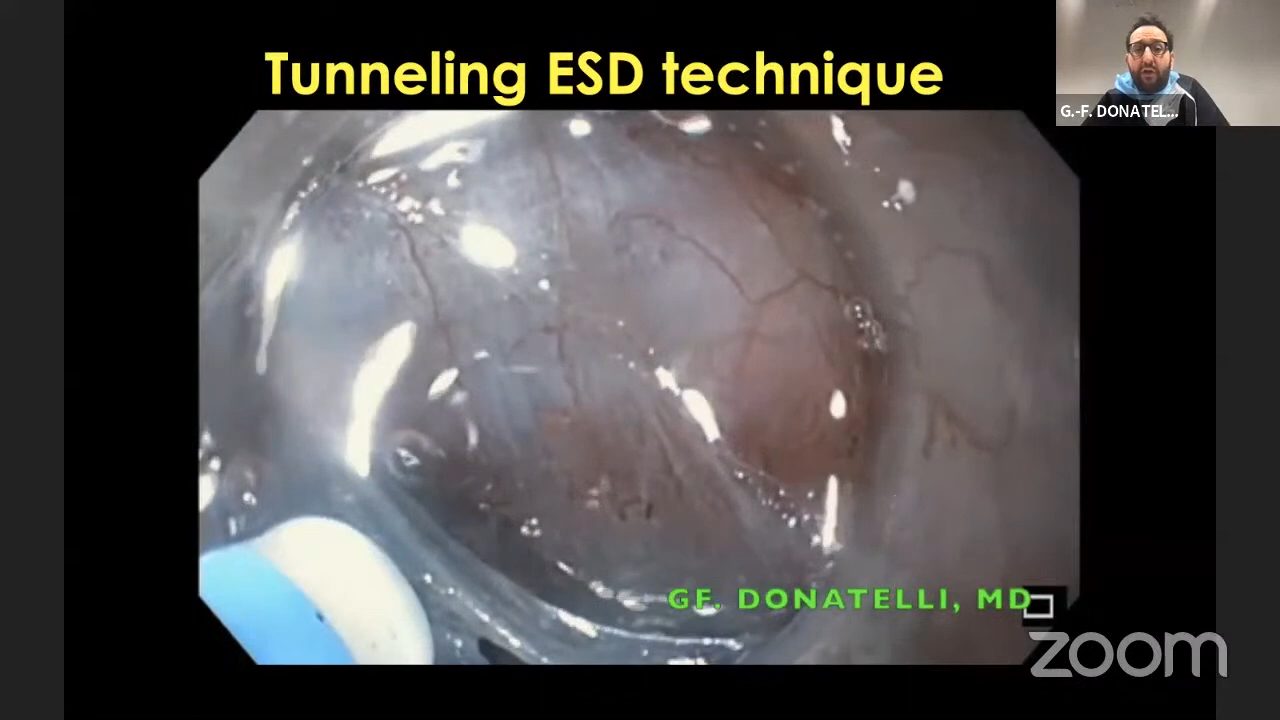 Tunneling ESD technique
G.-F. DONATEL...
GF. DONATELLI, MD
zoom